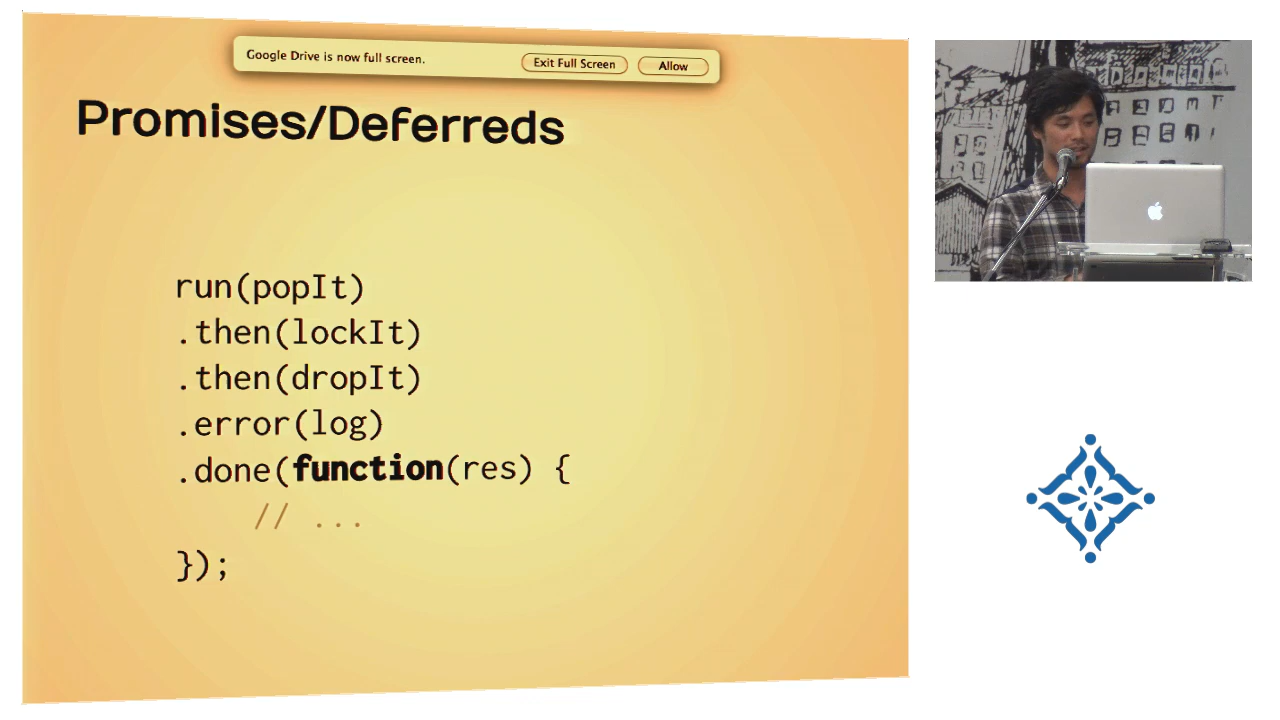 Google Drive is now full screen.
Exit Full Screen
Allow
Promises/Deferreds
run(popIt)
.then(lockIt)
.then(dropIt)
.error(log)
.done(function(res) {
// ...
});